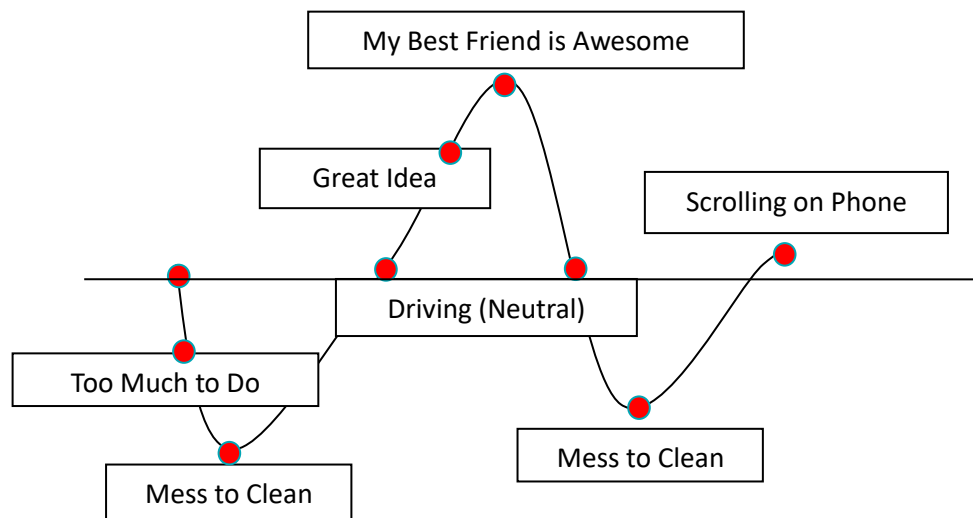 My Best Friend is Awesome
Great Idea
Scrolling on Phone
Driving (Neutral)
Too Much to Do
Mess to Clean
Mess to Clean